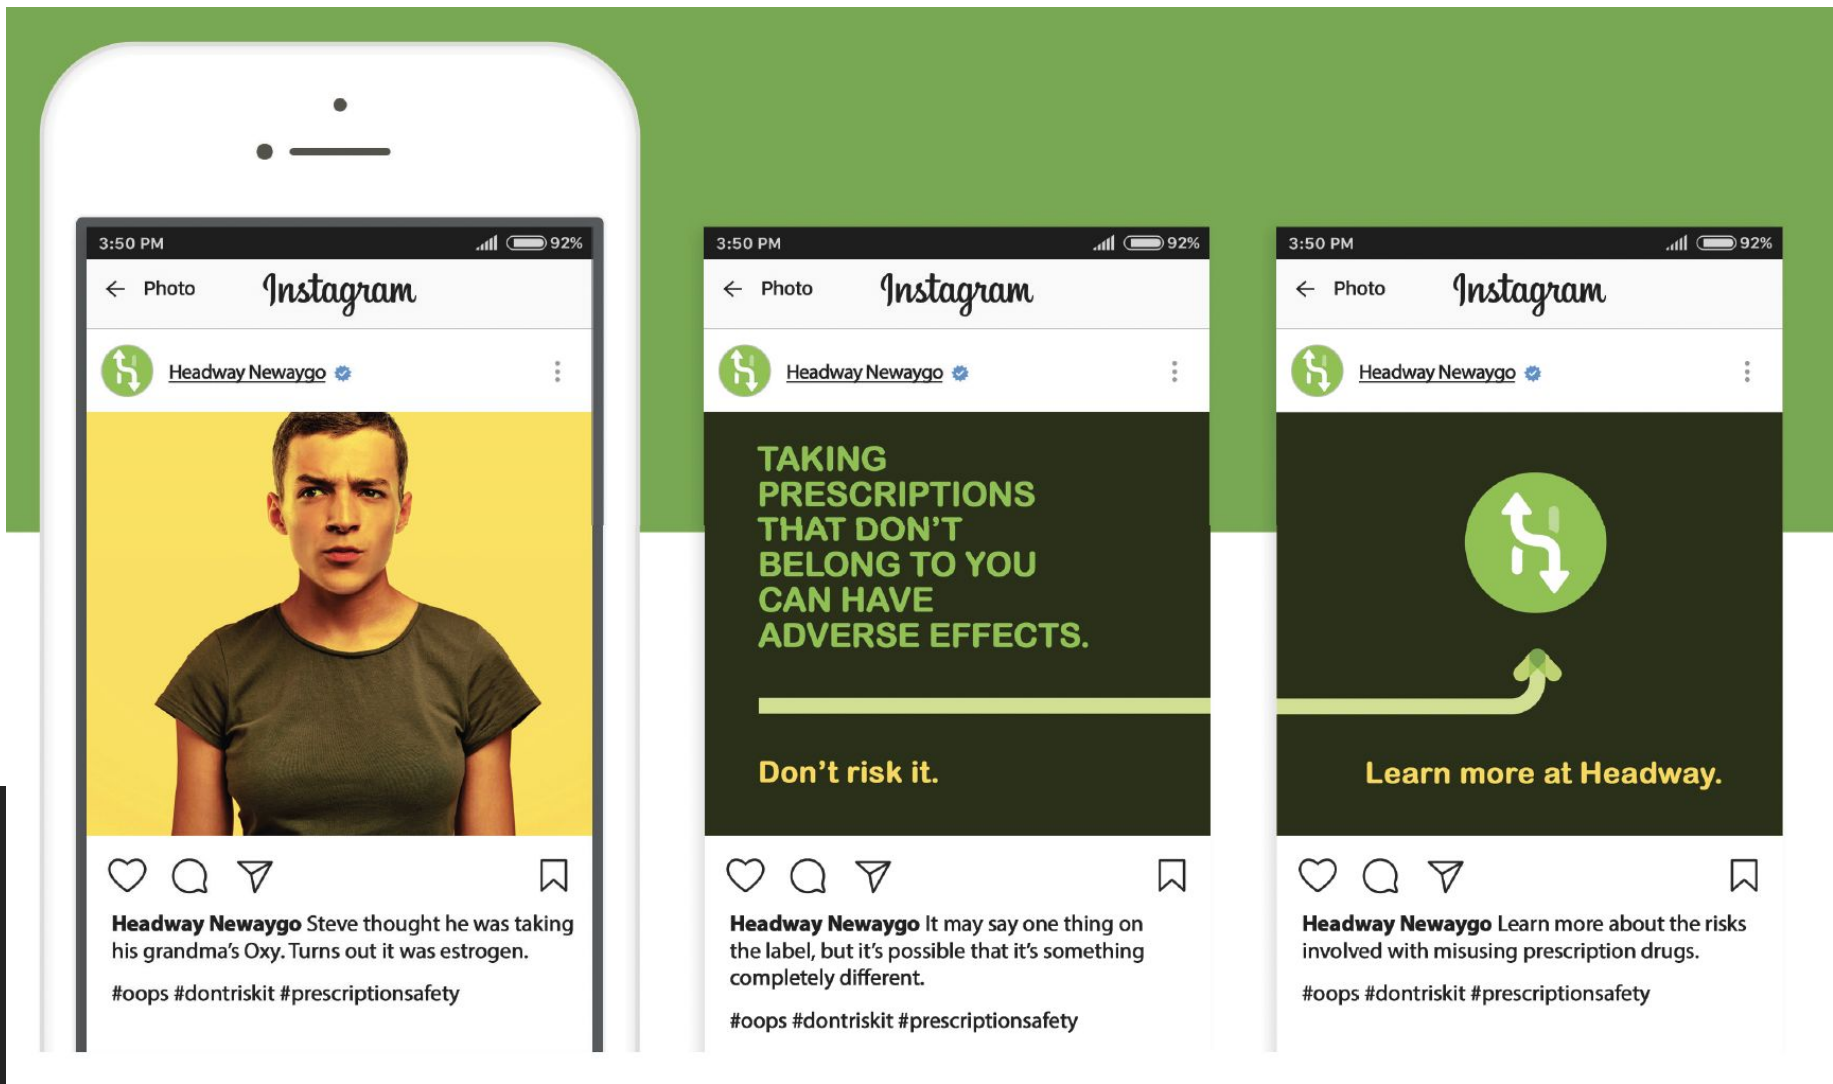 3:50 PM
92%
← Photo
Instagram
Headway Newaygo
Headway Newaygo Steve thought he was taking
his grandma's Oxy. Turns out it was estrogen.
#oops #dontriskit #prescriptionsafety
3:50 PM
92%
← Photo
Instagram
Headway Newaygo
TAKING
PRESCRIPTIONS
THAT DON'T
BELONG TO YOU
CAN HAVE
ADVERSE EFFECTS.
Don't risk it.
Headway Newaygo It may say one thing on
the label, but it's possible that it's something
completely different.
#oops #dontriskit #prescriptionsafety
3:50 PM
92%
← Photo
Instagram
Headway Newaygo
Learn more at Headway.
Headway Newaygo Learn more about the risks
involved with misusing prescription drugs.
#oops #dontriskit #prescriptionsafety